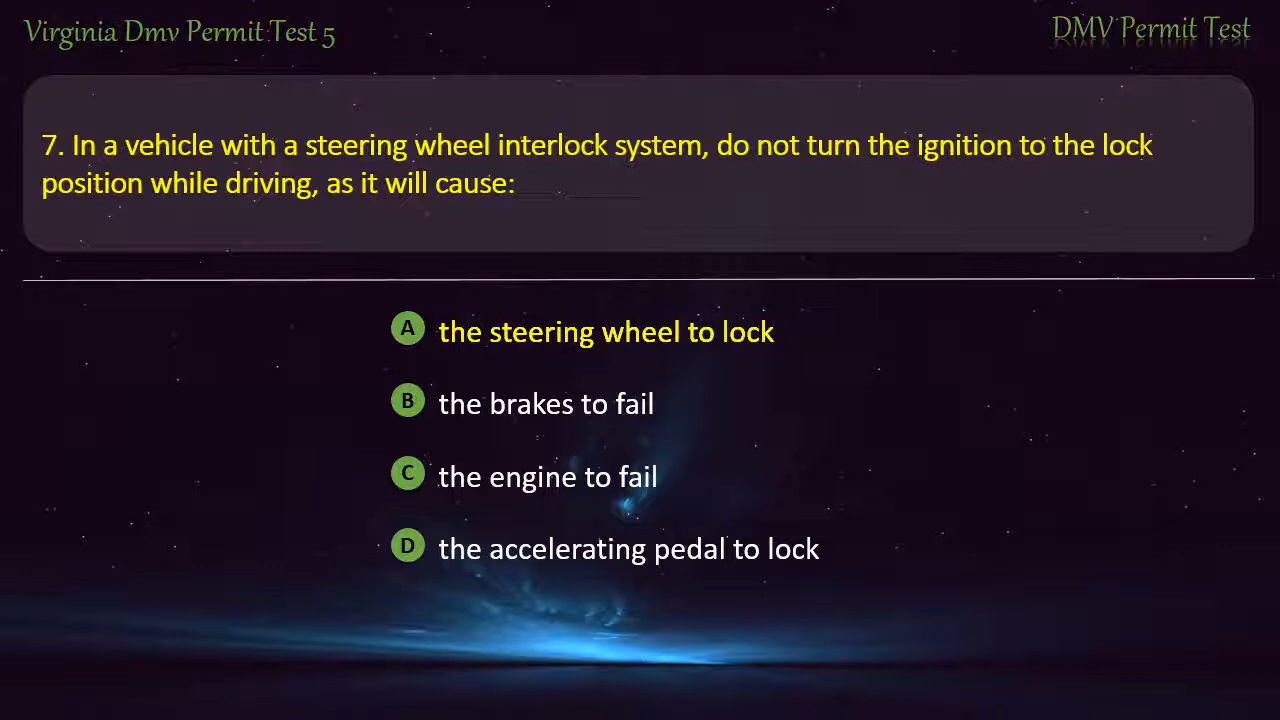 Virginia Dmv Permit Test 5
DMV Permit Test
7. In a vehicle with a steering wheel interlock system, do not turn the ignition to the lock
position while driving, as it will cause:
A the steering wheel to lock
B the brakes to fail
C the engine to fail
D the accelerating pedal to lock